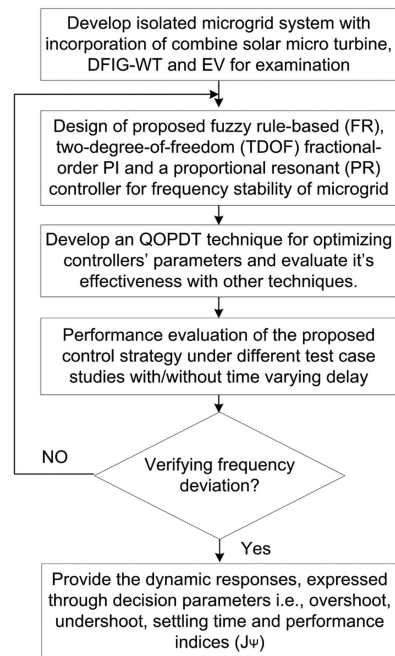 Develop isolated microgrid system with
incorporation of combine solar micro turbine,
DFIG-WT and EV for examination
Design of proposed fuzzy rule-based (FR),
two-degree-of-freedom (TDOF) fractional-
order PI and a proportional resonant (PR)
controller for frequency stability of microgrid
Develop an QOPDT technique for optimizing
controllers' parameters and evaluate it's
effectiveness with other techniques.
Performance evaluation of the proposed
control strategy under different test case
studies with/without time varying delay
NO
Verifying frequency
deviation?
Yes
Provide the dynamic responses, expressed
through decision parameters i.e., overshoot,
undershoot, settling time and performance
indices (Jψ)